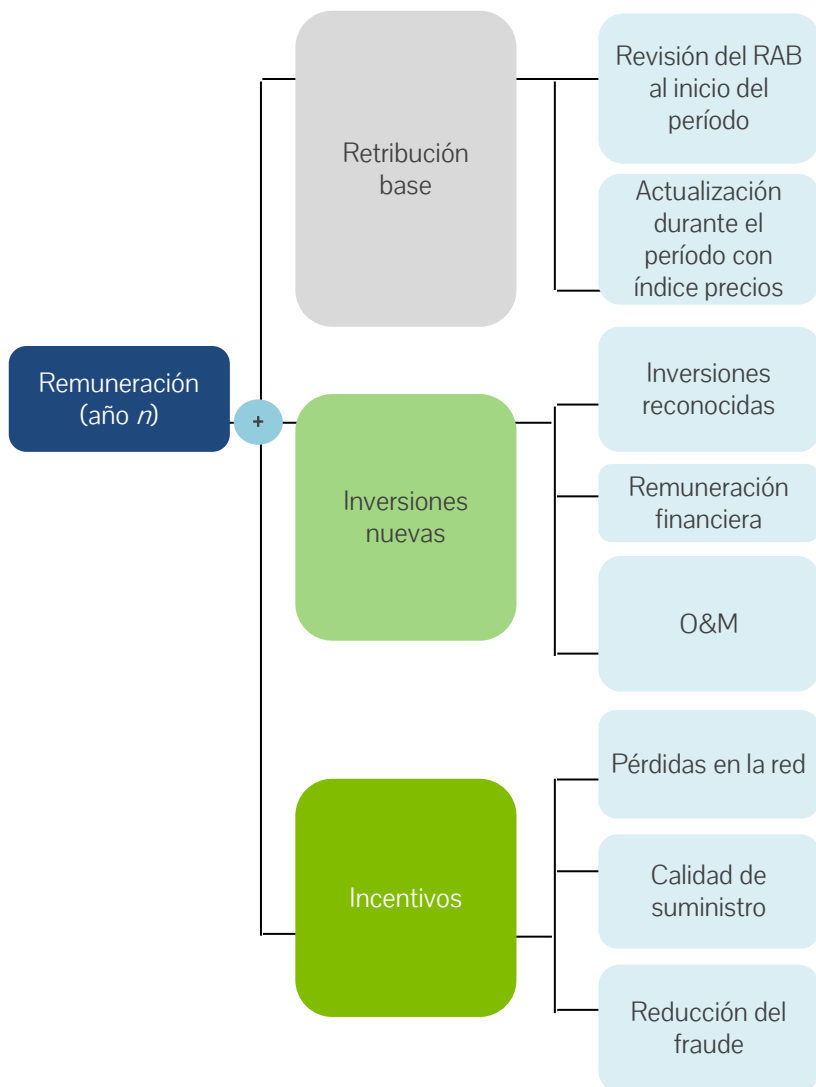 Revisión del RAB
al inicio del
período
Retribución
base
Actualización
durante el
período con
índice precios
Remuneración
(año n)
+
Inversiones
nuevas
Inversiones
reconocidas
Remuneración
financiera
O&M
Incentivos
Pérdidas en la red
Calidad de
suministro
Reducción del
fraude